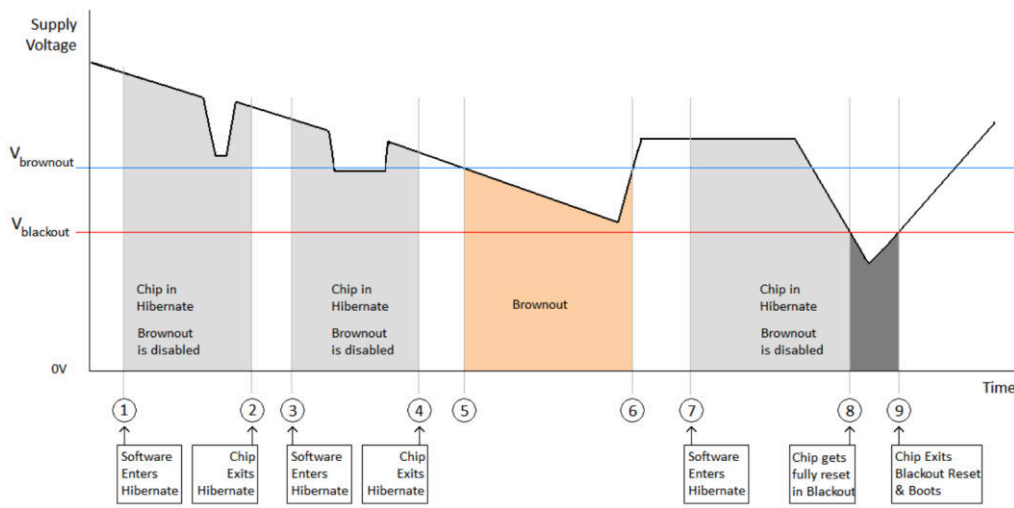 Supply
Voltage
Vbrownout
Vblackout
Chip in
Hibernate
Brownout
is disabled
Chip in
Hibernate
Brownout
is disabled
Brownout
Chip in
Hibernate
Brownout
is disabled
0V
Time
1
2
3
4
5
6
7
8
9
Software
Enters
Hibernate
Chip
Exits
Hibernate
Software
Enters
Hibernate
Chip
Exits
Hibernate
Software
Enters
Hibernate
Chip gets
fully reset
in Blackout
Chip Exits
Blackout Reset
& Boots